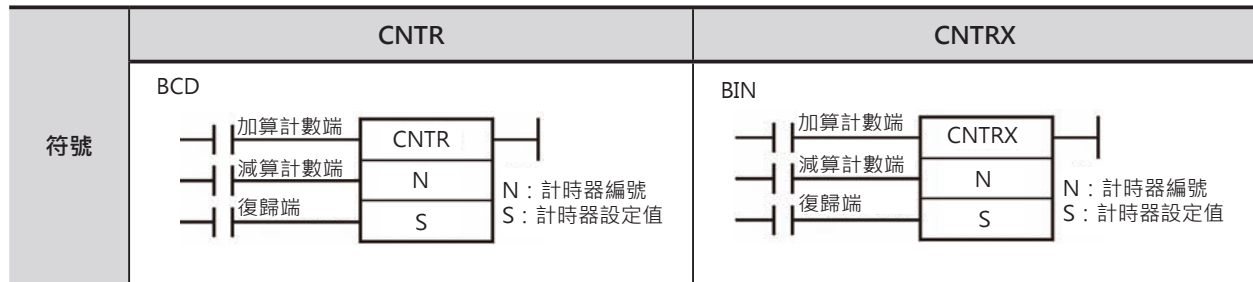 CNTR
CNTRX
符號
BCD
加算計數端
CNTR
減算計數端
N
復歸端
S
N：計時器編號
S：計時器設定值
BIN
加算計數端
CNTRX
減算計數端
N
復歸端
S
N：計時器編號
S：計時器設定值